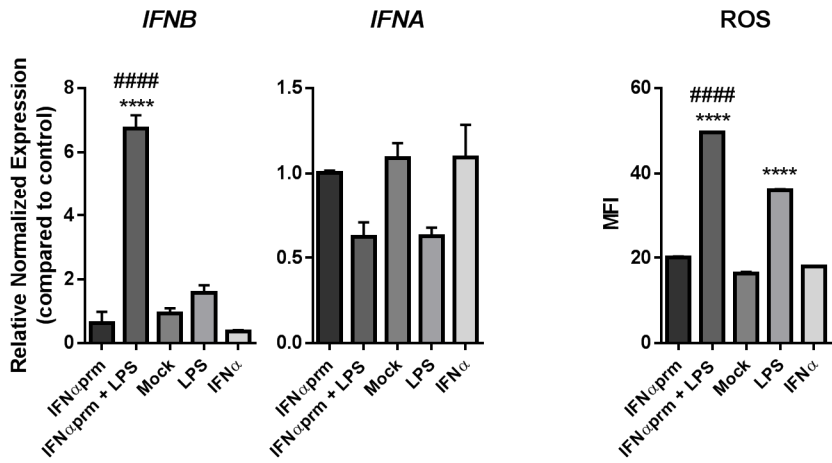 IFNB
IFNA
ROS
Relative Normalized Expression
(compared to control)
8
6
4
2
0
####
****
IFNαprm
IFNαprm + LPS
Mock
LPS
IFNα
1.5
1.0
0.5
0.0
IFNαprm
IFNαprm + LPS
Mock
LPS
IFNα
MFI
60
40
20
0
####
****
****
IFNαprm
IFNαprm + LPS
Mock
LPS
IFNα